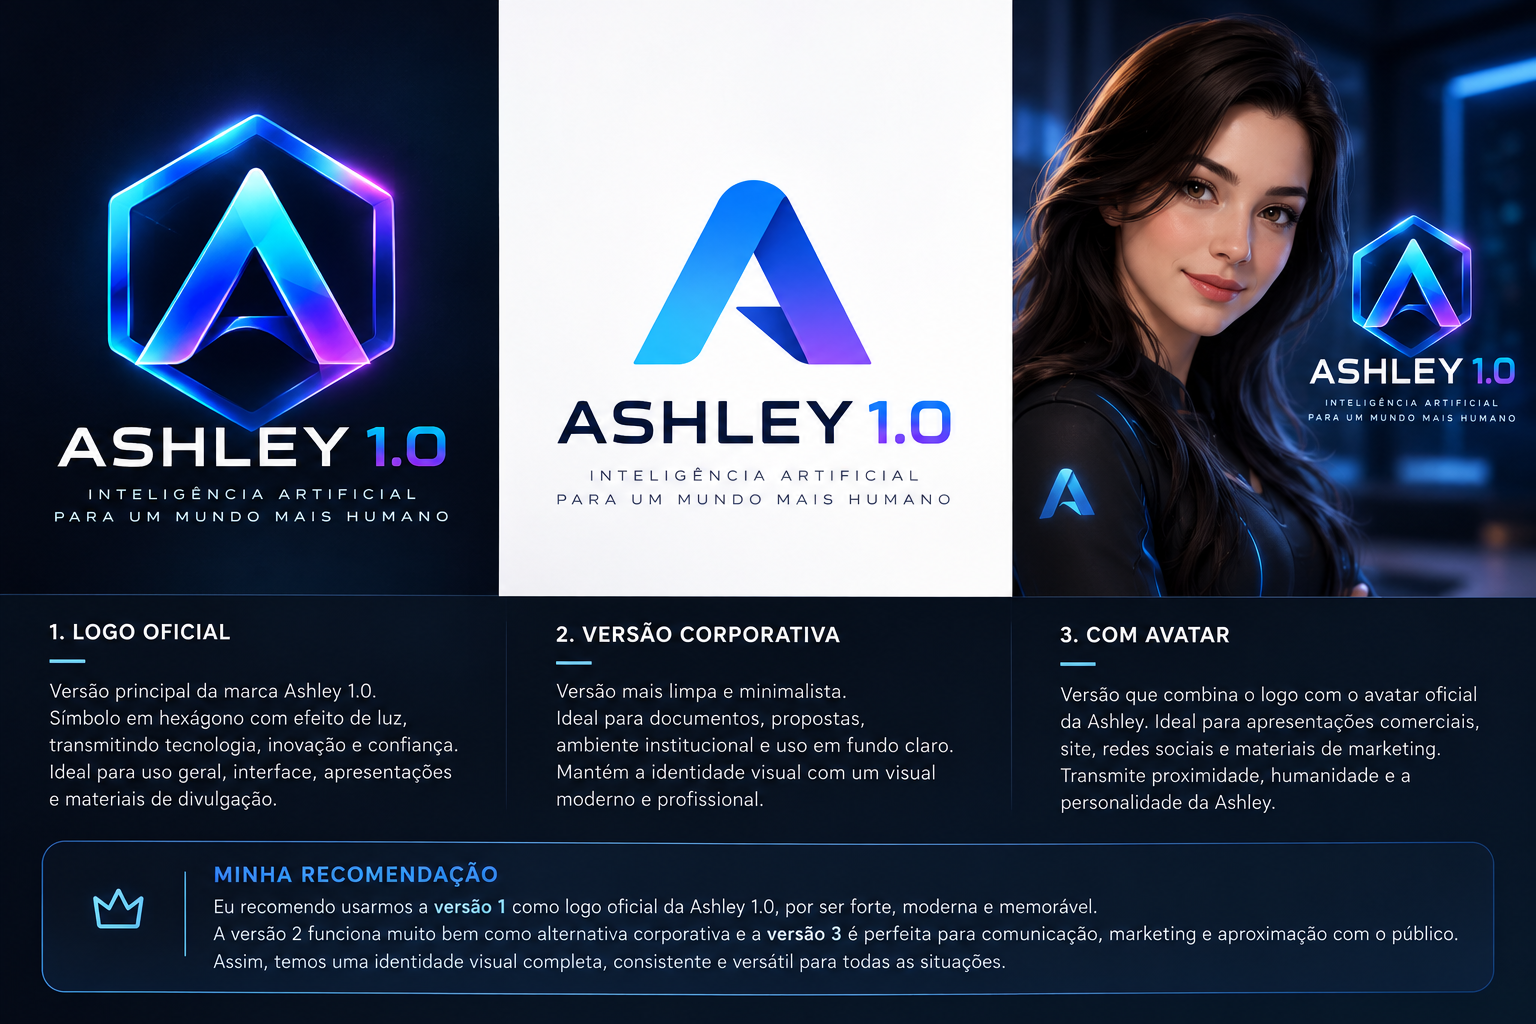 ASHLEY 1.0
INTELIGÊNCIA ARTIFICIAL
PARA UM MUNDO MAIS HUMANO
ASHLEY 1.0
INTELIGÊNCIA ARTIFICIAL
PARA UM MUNDO MAIS HUMANO
ASHLEY 1.0
INTELIGÊNCIA ARTIFICIAL
PARA UM MUNDO MAIS HUMANO
1. LOGO OFICIAL
Versão principal da marca Ashley 1.0.
Símbolo em hexágono com efeito de luz,
transmitindo tecnologia, inovação e confiança.
Ideal para uso geral, interface, apresentações
e materiais de divulgação.
2. VERSÃO CORPORATIVA
Versão mais limpa e minimalista.
Ideal para documentos, propostas,
ambiente institucional e uso em fundo claro.
Mantém a identidade visual com um visual
moderno e profissional.
3. COM AVATAR
Versão que combina o logo com o avatar oficial
da Ashley. Ideal para apresentações comerciais,
site, redes sociais e materiais de marketing.
Transmite proximidade, humanidade e a
personalidade da Ashley.
MINHA RECOMENDAÇÃO
Eu recomendo usarmos a versão 1 como logo oficial da Ashley 1.0, por ser forte, moderna e memorável.
A versão 2 funciona muito bem como alternativa corporativa e a versão 3 é perfeita para comunicação, marketing e aproximação com o público.
Assim, temos uma identidade visual completa, consistente e versátil para todas as situações.